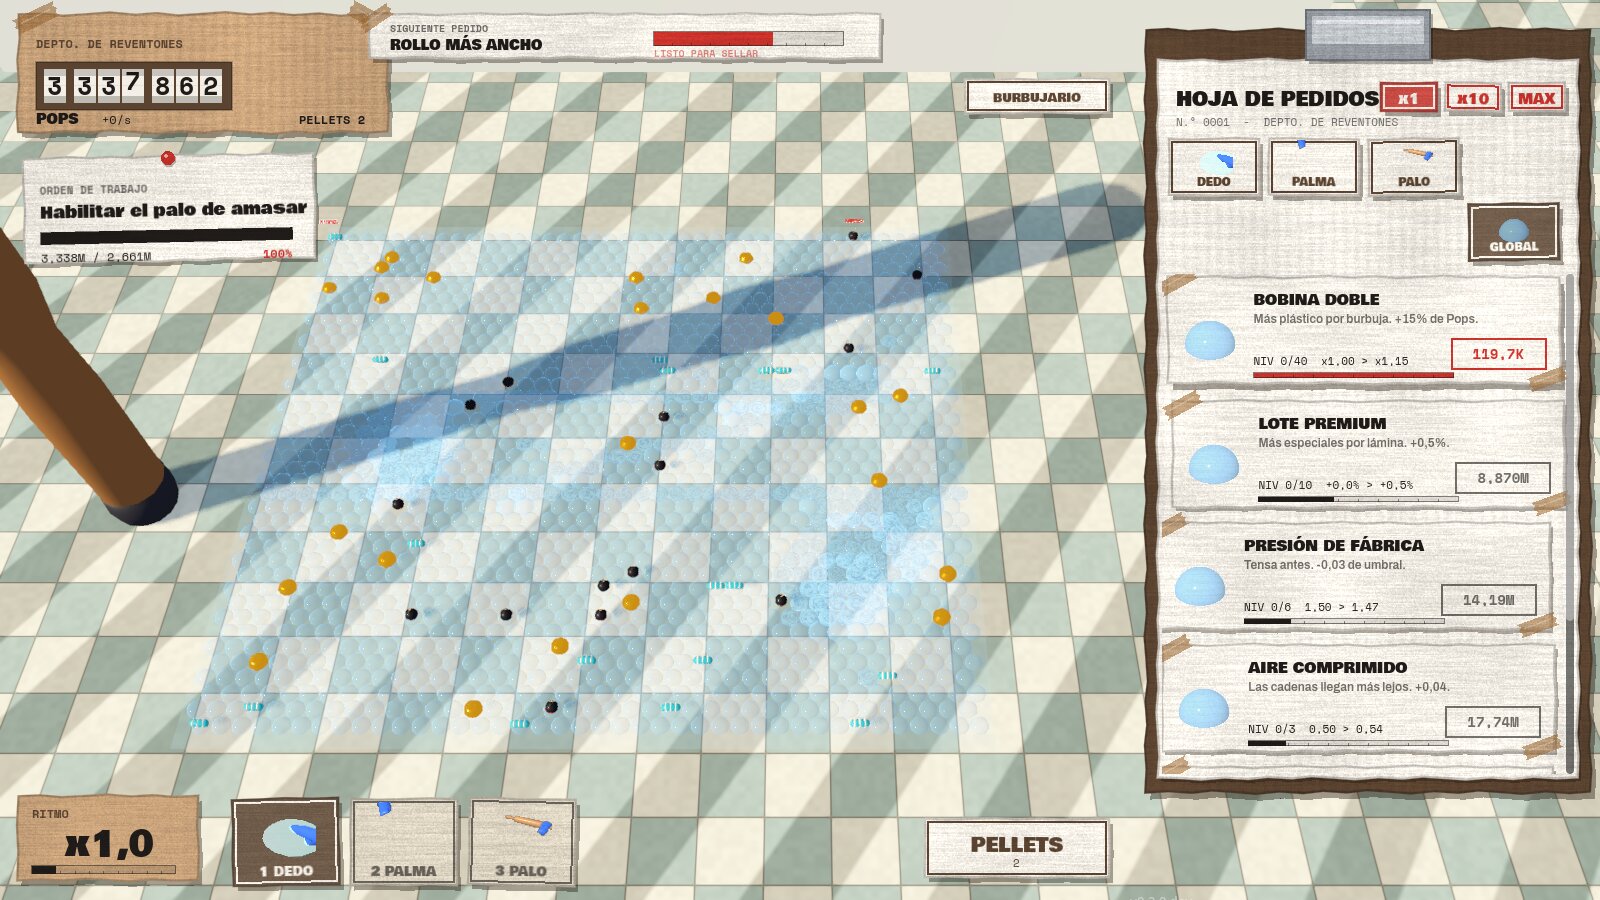 DEPTO. DE REVENTONES
3 337 862
POPS +0/s PELLETS 2
SIGUIENTE PEDIDO
ROLLO MÁS ANCHO
LISTO PARA SELLAR
ORDEN DE TRABAJO
Habilitar el palo de amasar
3,338M / 2,661M 100%
BURBUJARIO
HOJA DE PEDIDOS x1 x10 MAX
N.° 0001 - DEPTO. DE REVENTONES
DEDO PALMA PALO
GLOBAL
BOBINA DOBLE
Más plástico por burbuja. +15% de Pops.
NIV 0/40 x1,00 > x1,15 119,7K
LOTE PREMIUM
Más especiales por lámina. +0,5%.
NIV 0/10 +0,0% > +0,5% 8,870M
PRESIÓN DE FÁBRICA
Tensa antes. -0,03 de umbral.
NIV 0/6 1,50 > 1,47 14,19M
AIRE COMPRIMIDO
Las cadenas llegan más lejos. +0,04.
NIV 0/3 0,50 > 0,54 17,74M
RITMO
x1,0
1 DEDO 2 PALMA 3 PALO
PELLETS
2